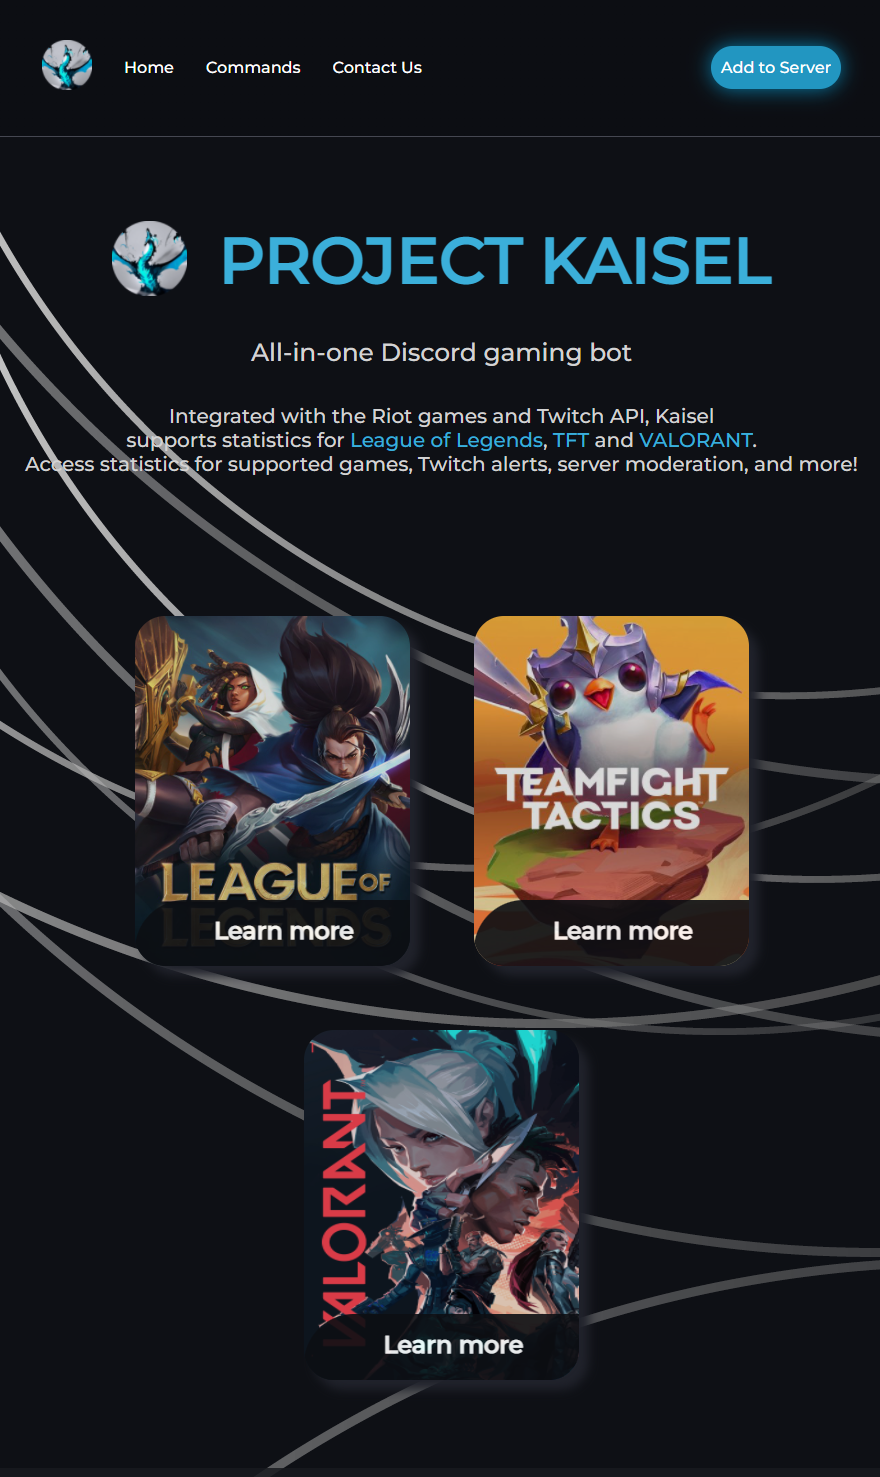 Home Commands Contact Us Add to Server
PROJECT KAISEL
All-in-one Discord gaming bot
Integrated with the Riot games and Twitch API, Kaisel
supports statistics for League of Legends, TFT and VALORANT.
Access statistics for supported games, Twitch alerts, server moderation, and more!
LEAGUE OF
LEGENDS
Learn more
TEAMFIGHT
TACTICS
Learn more
VALORANT
Learn more